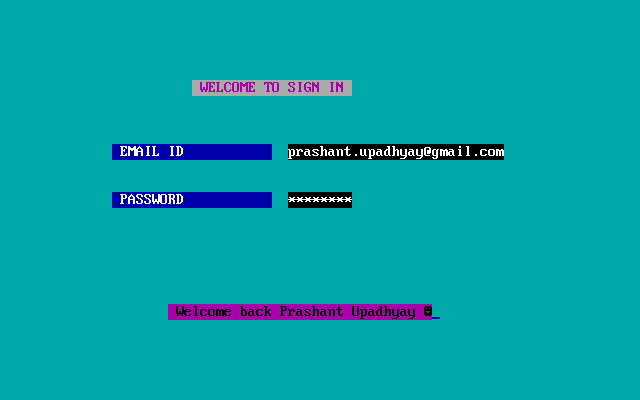 WELCOME TO SIGN IN
EMAIL ID prashant.upadhyay@gmail.com
PASSWORD ********
Welcome back Prashant Upadhyay ☻_